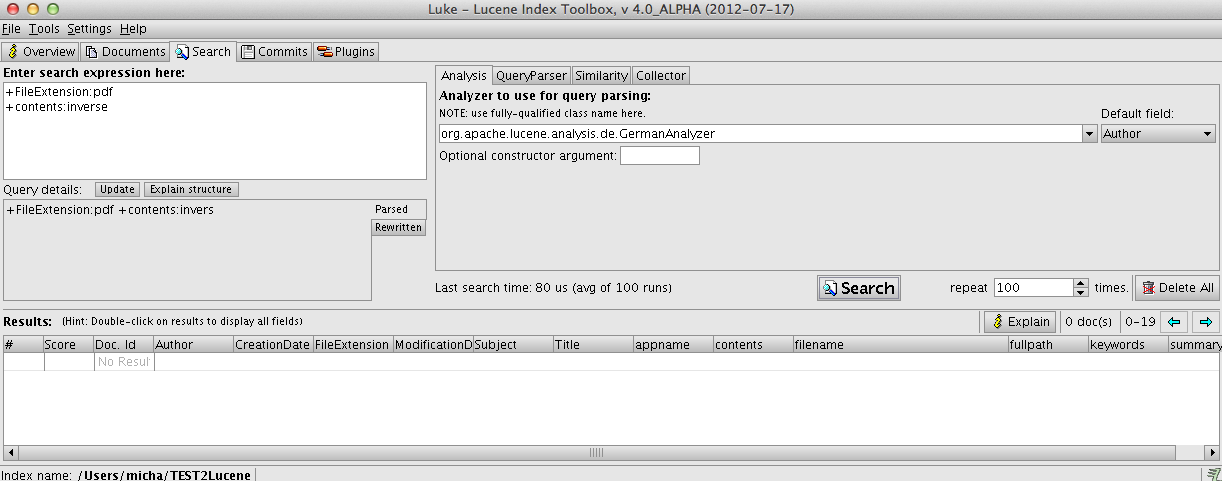 Luke - Lucene Index Toolbox, v 4.0_ALPHA (2012-07-17)
File Tools Settings Help
Overview Documents Search Commits Plugins
Enter search expression here:
+FileExtension:pdf
+contents:inverse
Query details: Update Explain structure
+FileExtension:pdf +contents:invers
Parsed
Rewritten
Analysis QueryParser Similarity Collector
Analyzer to use for query parsing:
NOTE: use fully-qualified class name here.
Default field:
org.apache.lucene.analysis.de.GermanAnalyzer
Author
Optional constructor argument:
Last search time: 80 us (avg of 100 runs) Search repeat 100 times. Delete All
Results: (Hint: Double-click on results to display all fields) Explain 0 doc(s) 0-19
# Score Doc. Id Author CreationDate FileExtension ModificationD Subject Title appname contents filename fullpath keywords summary
No Resul
Index name: /Users/micha/TEST2Lucene